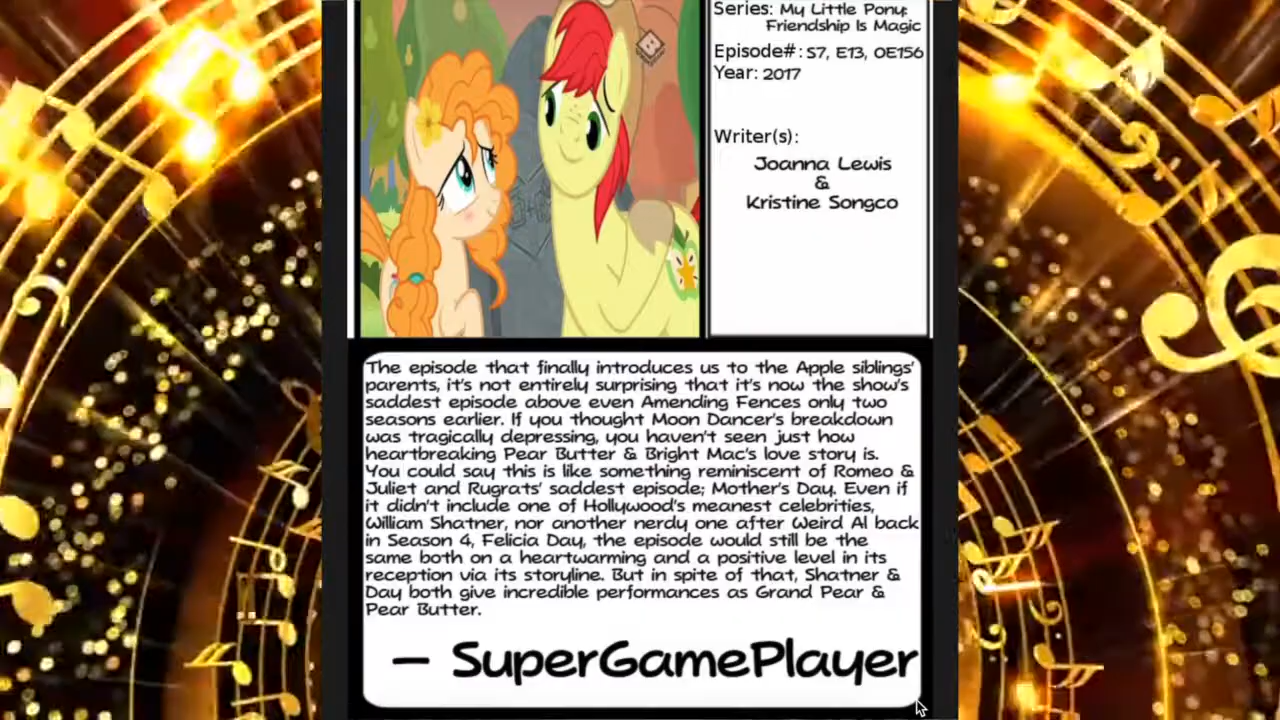 Series: My Little Pony:
Friendship Is Magic
Episode#: S7, E13, OE156
Year: 2017
Writer(s):
Joanna Lewis
&
Kristine Songco
The episode that finally introduces us to the Apple siblings'
parents, it's not entirely surprising that it's now the show's
saddest episode above even Amending Fences only two
seasons earlier. If you thought Moon Dancer's breakdown
was tragically depressing, you haven't seen just how
heartbreaking Pear Butter & Bright Mac's love story is.
You could say this is like something reminiscent of Romeo &
Juliet and Rugrats' saddest episode; Mother's Day. Even if
it didn't include one of Hollywood's meanest celebrities,
William Shatner, nor another nerdy one after Weird Al back
in Season 4, Felicia Day, the episode would still be the
same both on a heartwarming and a positive level in its
reception via its storyline. But in spite of that, Shatner &
Day both give incredible performances as Grand Pear &
Pear Butter.
— SuperGamePlayer